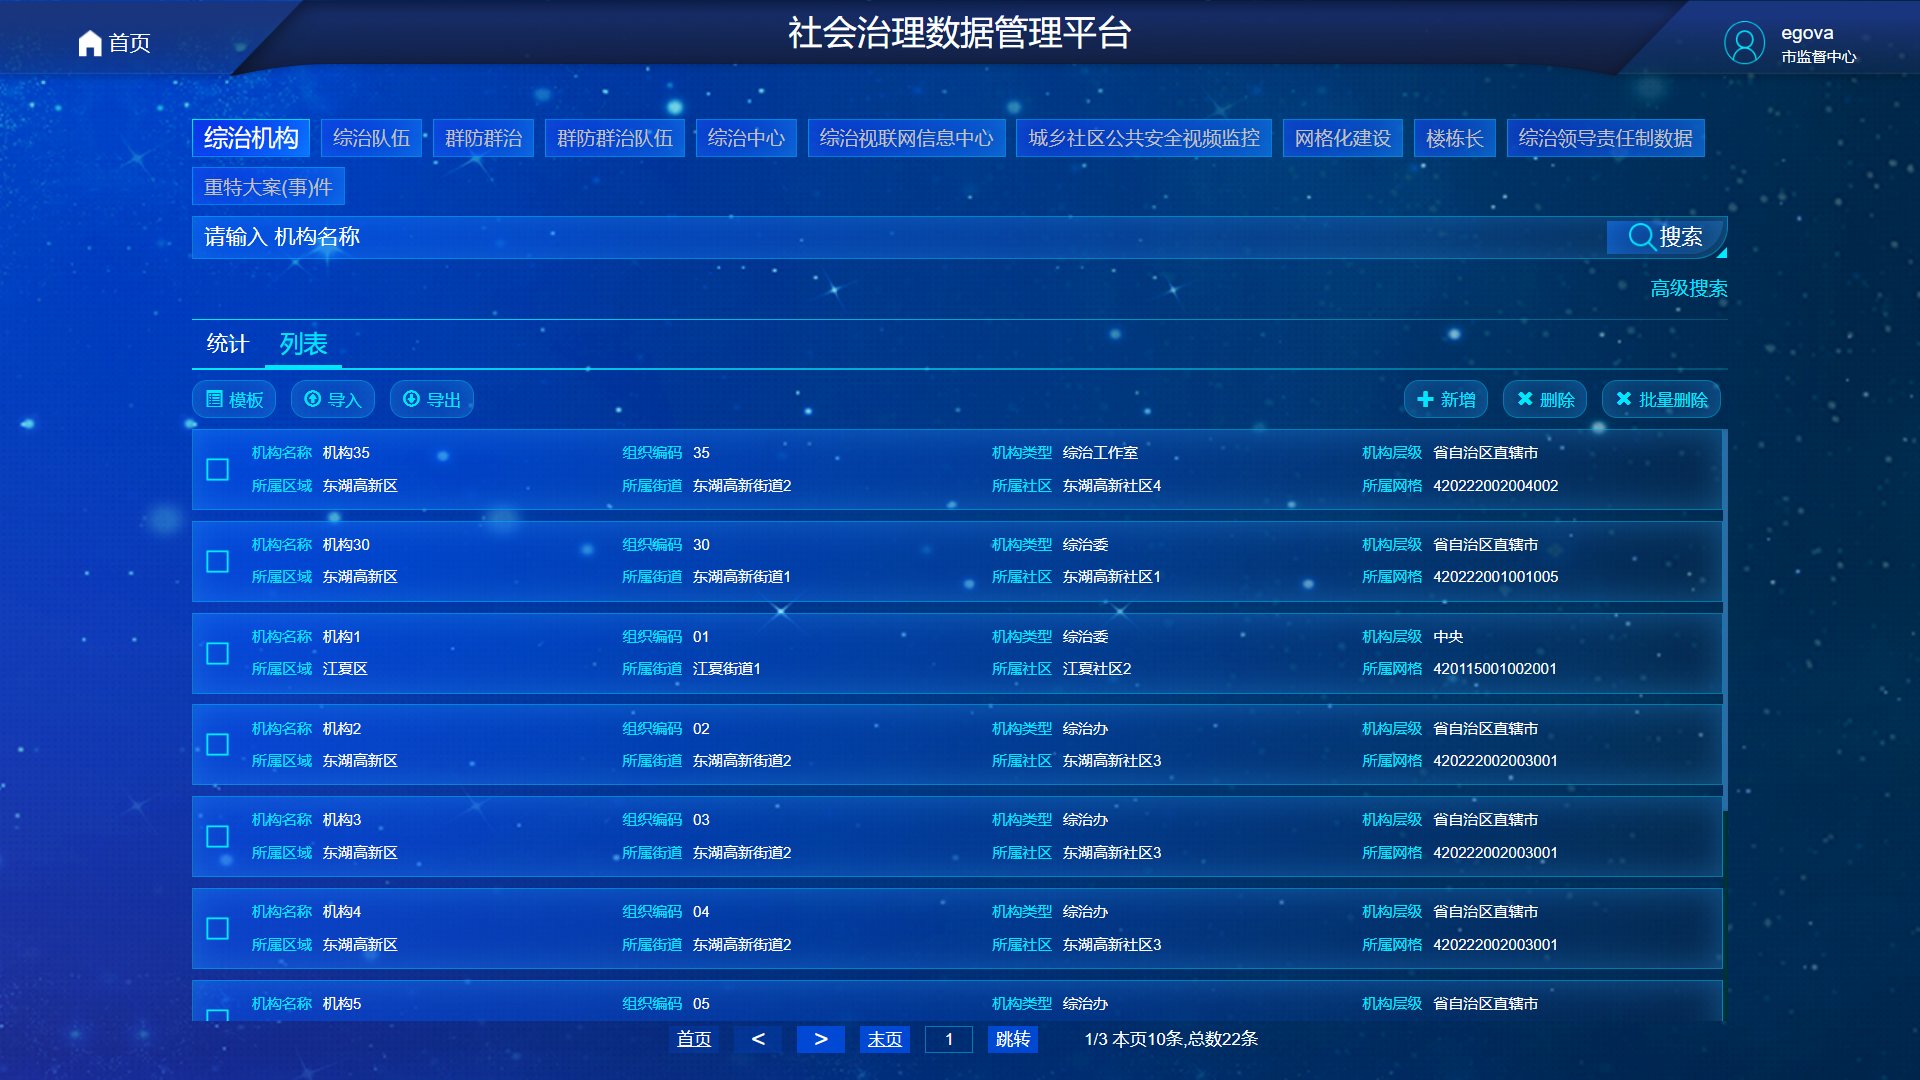 首页
社会治理数据管理平台
egova
市监督中心
综治机构 综治队伍 群防群治 群防群治队伍 综治中心 综治视联网信息中心 城乡社区公共安全视频监控 网格化建设 楼栋长 综治领导责任制数据
重特大案(事)件
请输入 机构名称 搜索
高级搜索
统计 列表
模板 导入 导出 新增 删除 批量删除
机构名称 机构35 组织编码 35 机构类型 综治工作室 机构层级 省自治区直辖市
所属区域 东湖高新区 所属街道 东湖高新街道2 所属社区 东湖高新社区4 所属网格 420222002004002
机构名称 机构30 组织编码 30 机构类型 综治委 机构层级 省自治区直辖市
所属区域 东湖高新区 所属街道 东湖高新街道1 所属社区 东湖高新社区1 所属网格 420222001001005
机构名称 机构1 组织编码 01 机构类型 综治委 机构层级 中央
所属区域 江夏区 所属街道 江夏街道1 所属社区 江夏社区2 所属网格 420115001002001
机构名称 机构2 组织编码 02 机构类型 综治办 机构层级 省自治区直辖市
所属区域 东湖高新区 所属街道 东湖高新街道2 所属社区 东湖高新社区3 所属网格 420222002003001
机构名称 机构3 组织编码 03 机构类型 综治办 机构层级 省自治区直辖市
所属区域 东湖高新区 所属街道 东湖高新街道2 所属社区 东湖高新社区3 所属网格 420222002003001
机构名称 机构4 组织编码 04 机构类型 综治办 机构层级 省自治区直辖市
所属区域 东湖高新区 所属街道 东湖高新街道2 所属社区 东湖高新社区3 所属网格 420222002003001
机构名称 机构5 组织编码 05 机构类型 综治办 机构层级 省自治区直辖市
首页 < > 末页 1 跳转 1/3 本页10条,总数22条